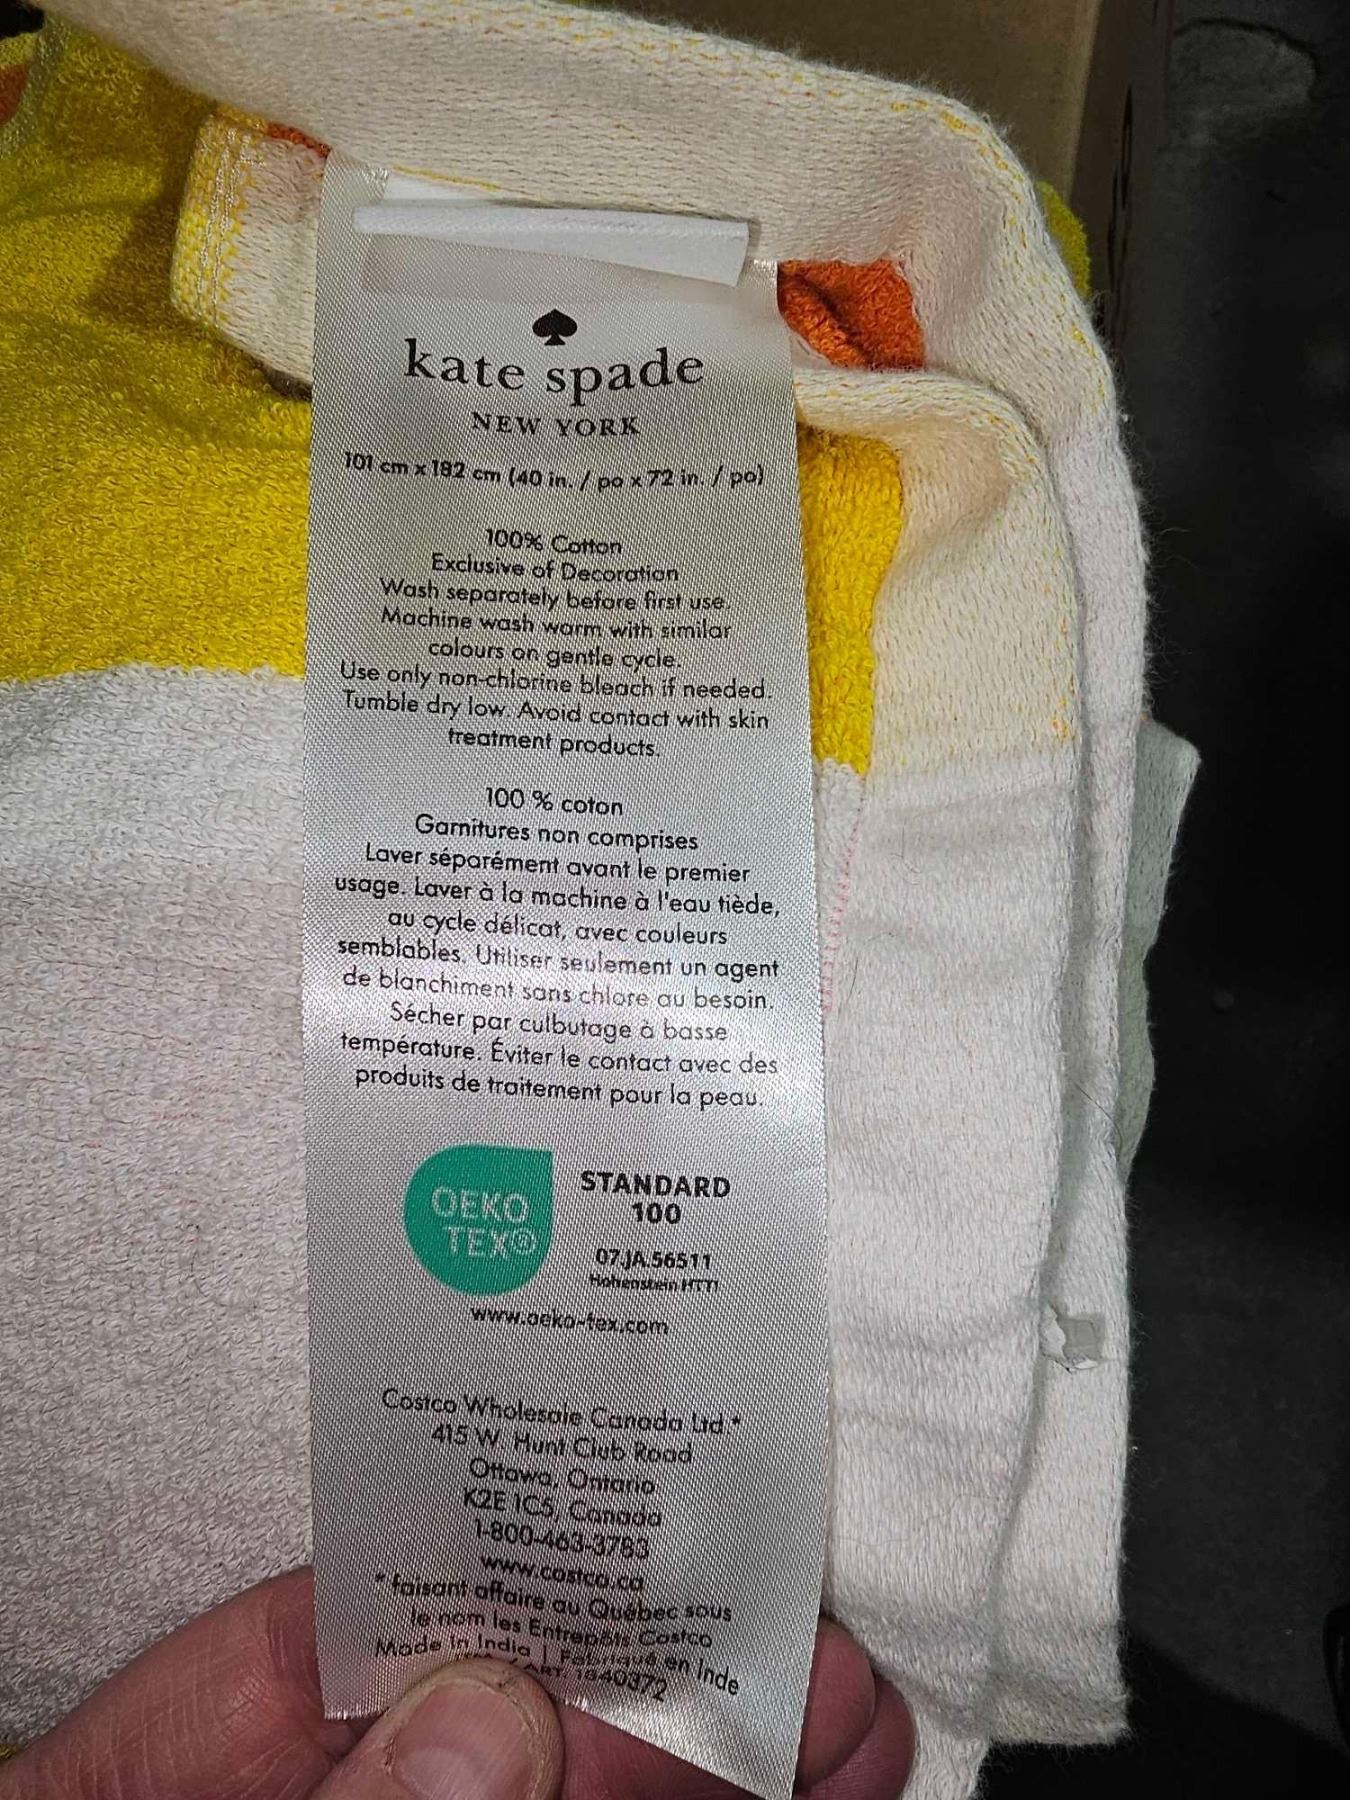 kate spade
NEW YORK
101 cm x 182 cm (40 in. / po x 72 in. / po)
100% Cotton
Exclusive of Decoration
Wash separately before first use.
Machine wash warm with similar
colours on gentle cycle.
Use only non-chlorine bleach if needed.
Tumble dry low. Avoid contact with skin
treatment products.
100 % coton
Garnitures non comprises
Laver séparément avant le premier
usage. Laver à la machine à l'eau tiède,
au cycle délicat, avec couleurs
semblables. Utiliser seulement un agent
de blanchiment sans chlore au besoin.
Sécher par culbutage à basse
température. Éviter le contact avec des
produits de traitement pour la peau.
OEKO
TEX®
STANDARD
100
07.JA.56511
Hohenstein HTTI
www.oeko-tex.com
Costco Wholesale Canada Ltd.*
415 W. Hunt Club Road
Ottawa, Ontario
K2E 1C5, Canada
1-800-463-3783
www.costco.ca
* faisant affaire au Québec sous
le nom les Entrepôts Costco
Made in India | Fabriqué en Inde
/ ART. 1640372